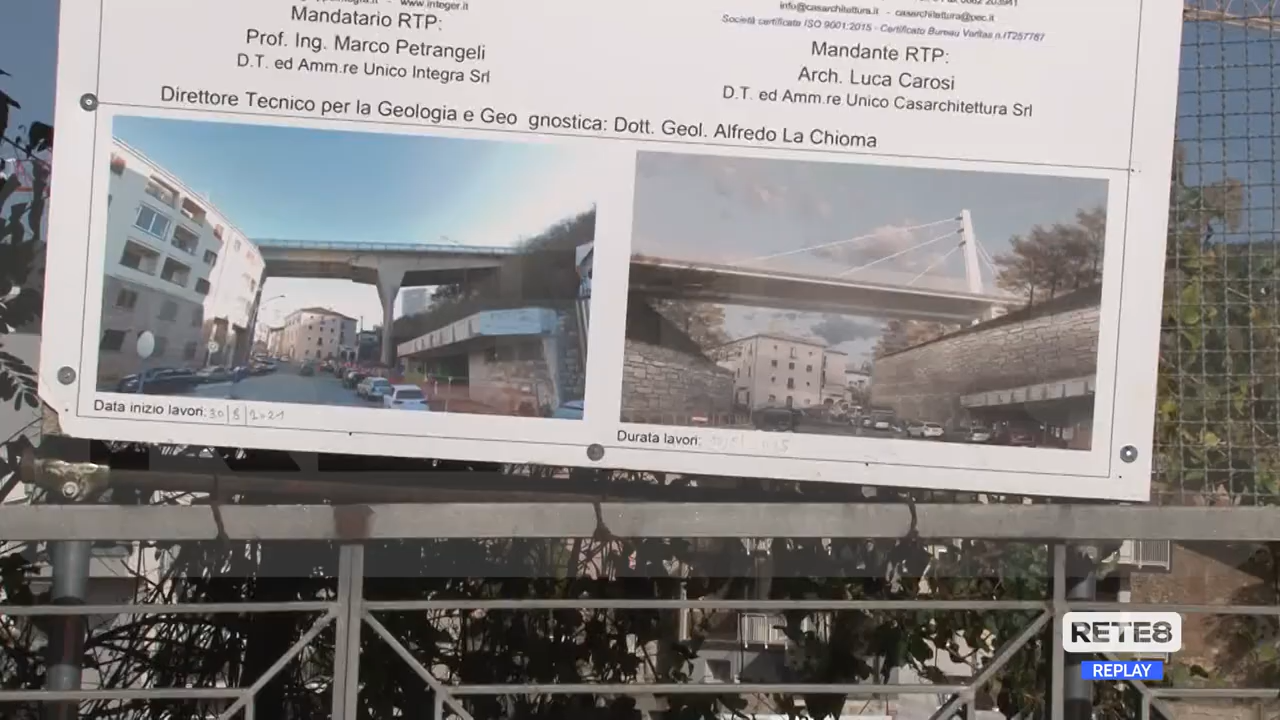 www.integer.it
Mandatario RTP:
Prof. Ing. Marco Petrangeli
D.T. ed Amm.re Unico Integra Srl
info@casarchitettura.it - casarchitettura@pec.it
Società certificata ISO 9001:2015 - Certificato Bureau Veritas n.IT257787
Mandante RTP:
Arch. Luca Carosi
D.T. ed Amm.re Unico Casarchitettura Srl
Direttore Tecnico per la Geologia e Geo gnostica: Dott. Geol. Alfredo La Chioma
Data inizio lavori:
Durata lavori:
RETE8
REPLAY